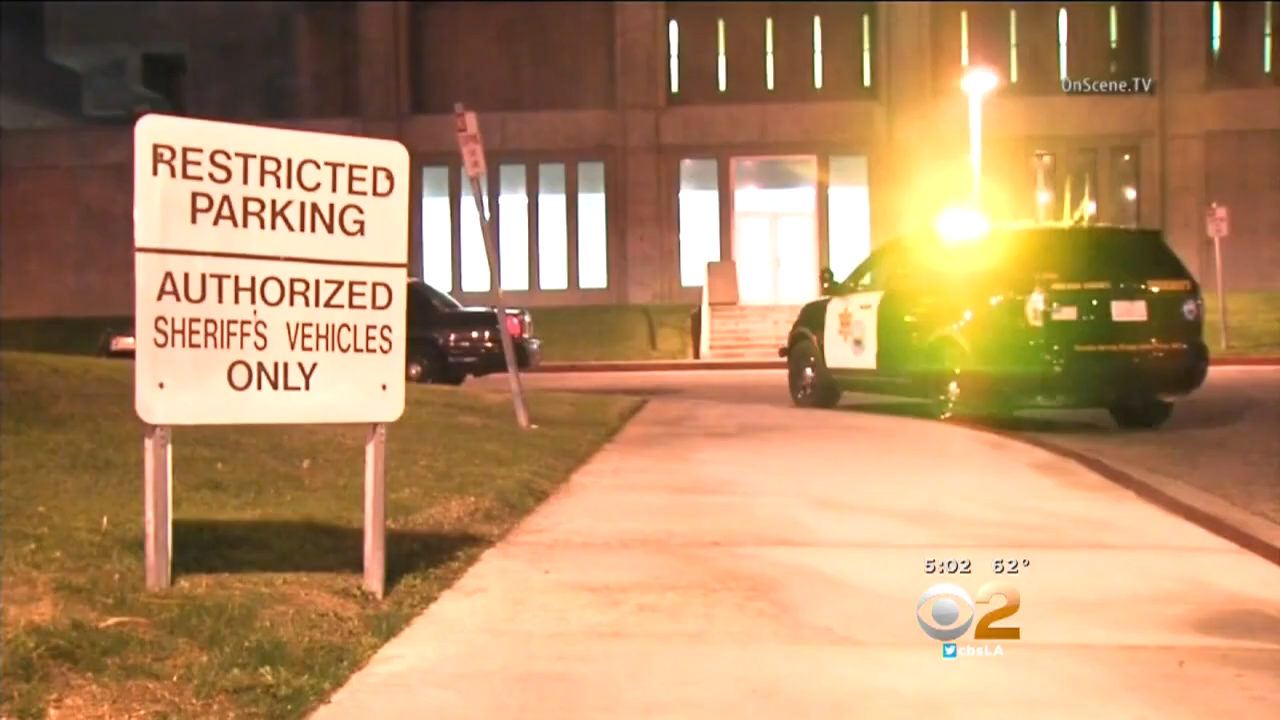 OnScene.TV
RESTRICTED
PARKING
AUTHORIZED
SHERIFF'S VEHICLES
ONLY
5:02 62°
2
cbsLA